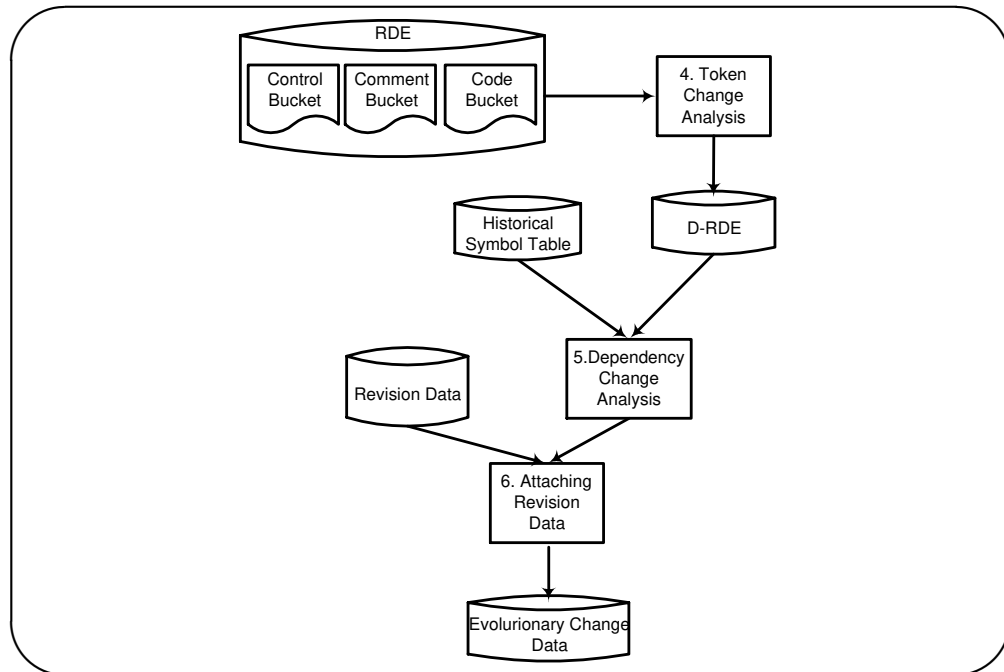 RDE
Control
Bucket
Comment
Bucket
Code
Bucket
4. Token
Change
Analysis
Historical
Symbol Table
D-RDE
5.Dependency
Change
Analysis
Revision Data
6. Attaching
Revision
Data
Evolurionary Change
Data